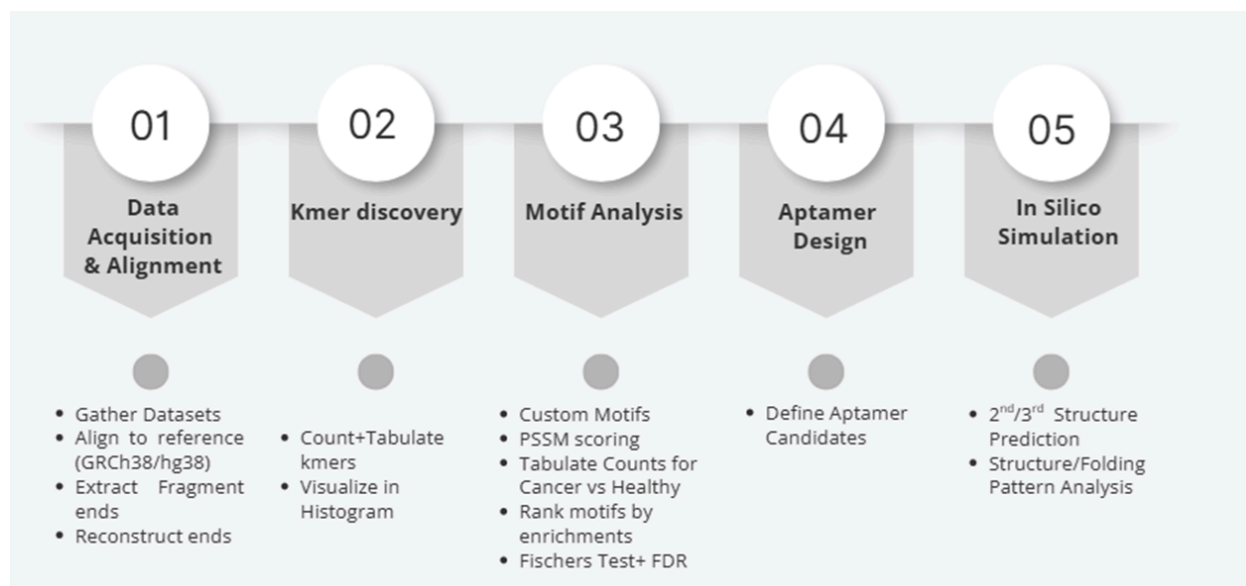 01
Data
Acquisition
& Alignment
• Gather Datasets
• Align to reference
(GRCh38/hg38)
• Extract Fragment
ends
• Reconstruct ends
02
Kmer discovery
• Count+Tabulate
kmers
• Visualize in
Histogram
03
Motif Analysis
• Custom Motifs
• PSSM scoring
• Tabulate Counts for
Cancer vs Healthy
• Rank motifs by
enrichments
• Fischers Test+ FDR
04
Aptamer
Design
• Define Aptamer
Candidates
05
In Silico
Simulation
• 2nd/3rd Structure
Prediction
• Structure/Folding
Pattern Analysis